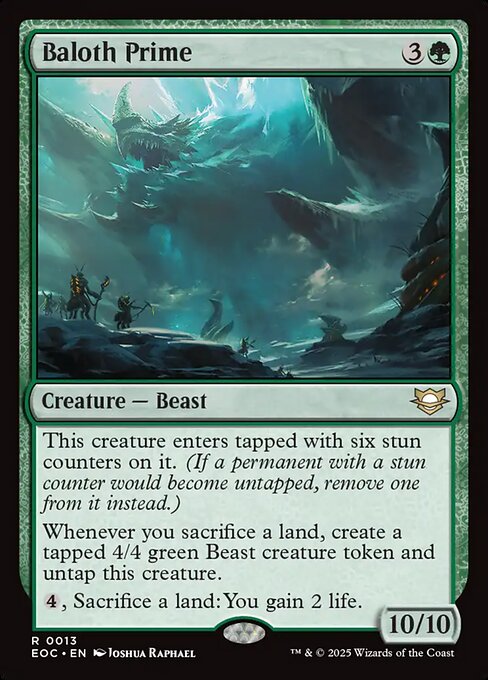 Baloth Prime 3
Creature — Beast
This creature enters tapped with six stun
counters on it. (If a permanent with a stun
counter would become untapped, remove one
from it instead.)
Whenever you sacrifice a land, create a
tapped 4/4 green Beast creature token and
untap this creature.
4, Sacrifice a land: You gain 2 life.
10/10
R 0013
EOC • EN Joshua Raphael ™ & © 2025 Wizards of the Coast